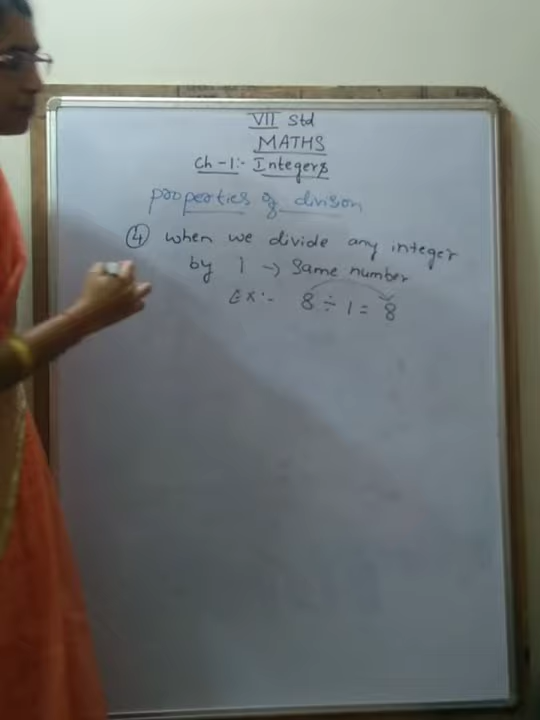 VII Std
MATHS
Ch-1:- Integers
properties of divison
④ when we divide any integer
by 1 → Same number
Ex:- 8 ÷ 1 = 8